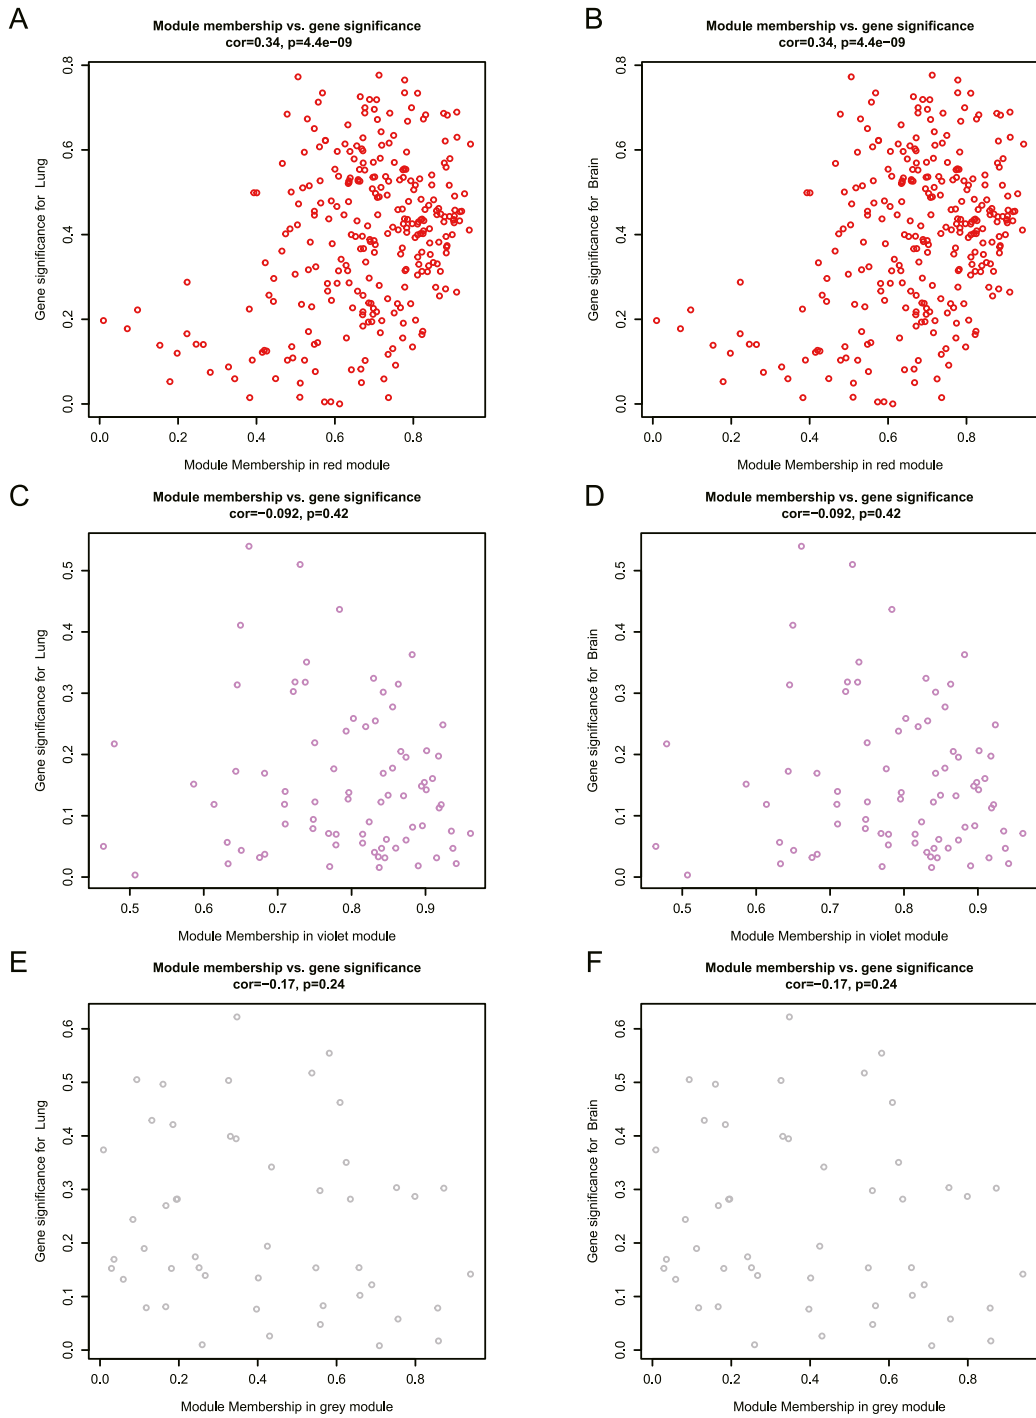 A
Module membership vs. gene significance
cor=0.34, p=4.4e−09
Gene significance for Lung
0.0 0.2 0.4 0.6 0.8
0.0 0.2 0.4 0.6 0.8
Module Membership in red module
B
Module membership vs. gene significance
cor=0.34, p=4.4e−09
Gene significance for Brain
0.0 0.2 0.4 0.6 0.8
0.0 0.2 0.4 0.6 0.8
Module Membership in red module
C
Module membership vs. gene significance
cor=−0.092, p=0.42
Gene significance for Lung
0.0 0.1 0.2 0.3 0.4 0.5
0.5 0.6 0.7 0.8 0.9
Module Membership in violet module
D
Module membership vs. gene significance
cor=−0.092, p=0.42
Gene significance for Brain
0.0 0.1 0.2 0.3 0.4 0.5
0.5 0.6 0.7 0.8 0.9
Module Membership in violet module
E
Module membership vs. gene significance
cor=−0.17, p=0.24
Gene significance for Lung
0.0 0.1 0.2 0.3 0.4 0.5 0.6
0.0 0.2 0.4 0.6 0.8
Module Membership in grey module
F
Module membership vs. gene significance
cor=−0.17, p=0.24
Gene significance for Brain
0.0 0.1 0.2 0.3 0.4 0.5 0.6
0.0 0.2 0.4 0.6 0.8
Module Membership in grey module